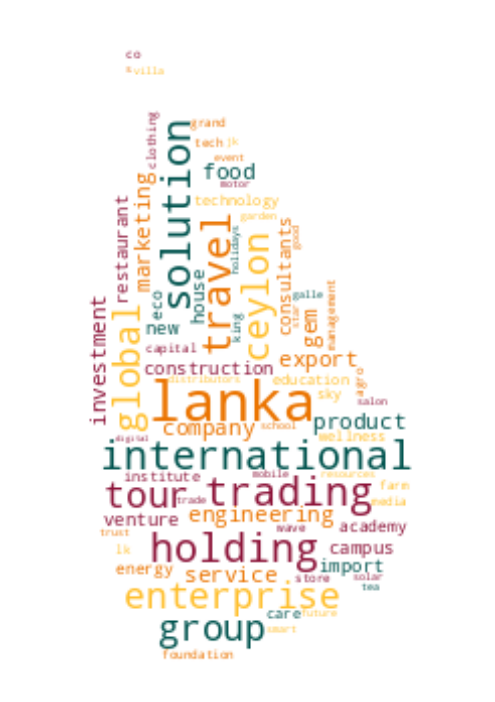 co
& villa
clothing
grand
solution
tech
jk
event
food
motor
marketing
restaurant
technology
garden
travel
consultants
good
holidays
ceylon
house
eco
new
king
galle
star
gem
management
investment
global
capital
export
construction
distributors
education
agro
lanka
sky
salon
product
company
school
wellness
digital
international
institute
mobile
resources
farm
tour
trading
trade
media
venture
engineering
wave
academy
trust
lk
holding
campus
energy
service
import
store
solar
tea
enterprise
care
future
group
smart
foundation